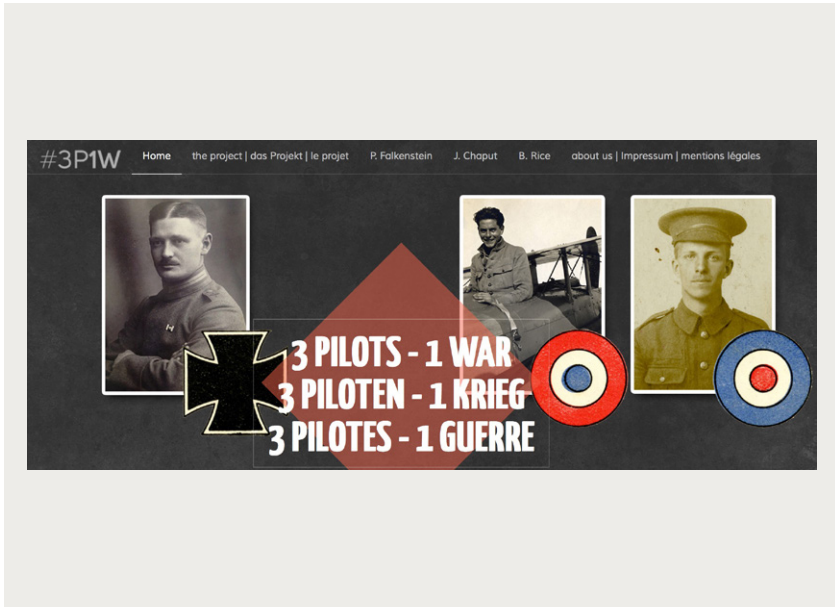 #3P1W Home the project | das Projekt | le projet P. Falkenstein J. Chaput B. Rice about us | Impressum | mentions légales
3 PILOTS - 1 WAR
3 PILOTEN - 1 KRIEG
3 PILOTES - 1 GUERRE